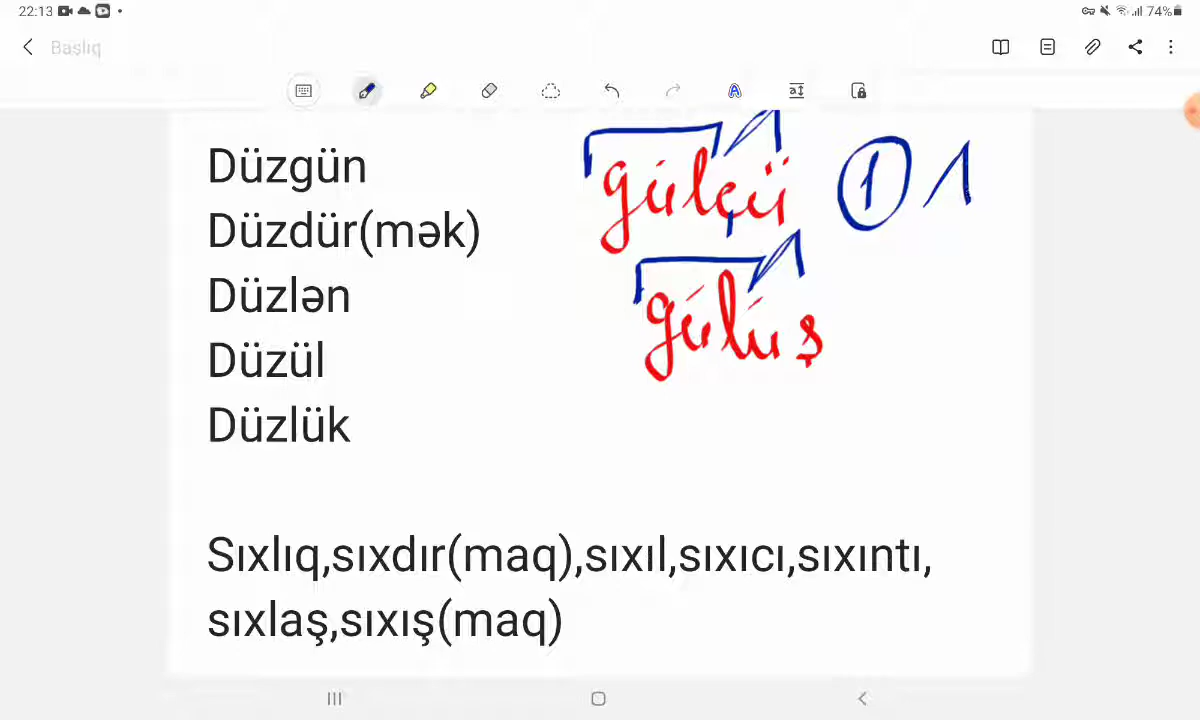 22:13
74%
Başlıq
Düzgün
Düzdür(mək)
Düzlən
Düzül
Düzlük
gülçü 1
gülüş
Sıxlıq,sıxdır(maq),sıxıl,sıxıcı,sıxıntı,
sıxlaş,sıxış(maq)